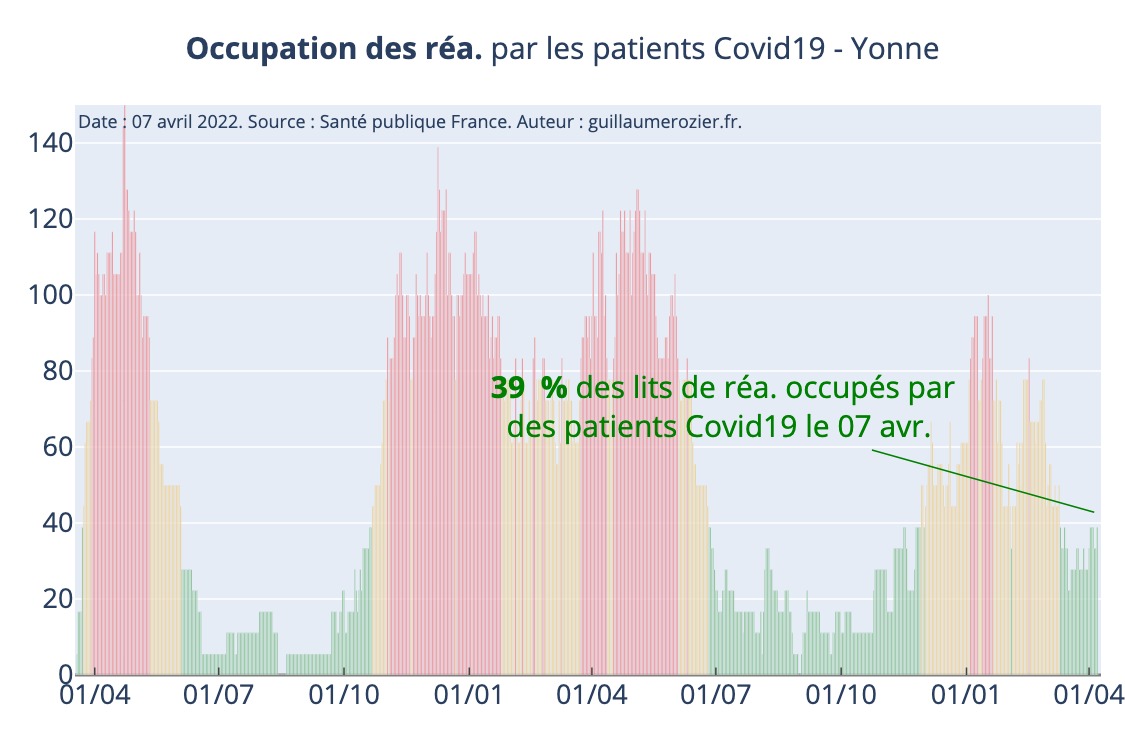 Occupation des réa. par les patients Covid19 - Yonne
Date : 07 avril 2022. Source : Santé publique France. Auteur : guillaumerozier.fr.
140
120
100
80
39 % des lits de réa. occupés par
des patients Covid19 le 07 avr.
60
40
20
0
01/04 01/07 01/10 01/01 01/04 01/07 01/10 01/01 01/04